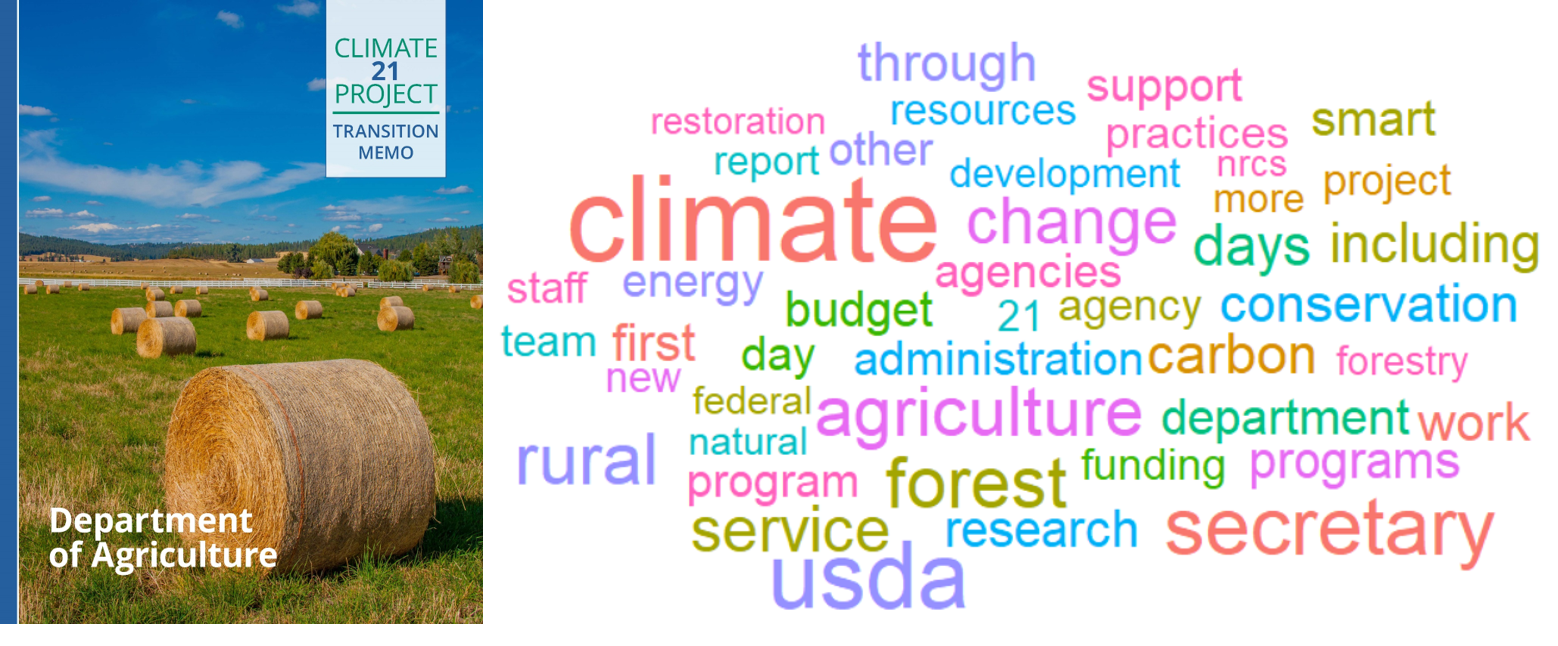 CLIMATE
21
PROJECT
TRANSITION
MEMO
Department
of Agriculture
through
support
resources
smart
restoration
practices
other
report
nrcs
development
project
more
climate
change
days
including
agencies
staff
energy
budget
21
agency
conservation
team
first
day
administration
carbon
forestry
new
federal
agriculture
department
work
natural
rural
funding
programs
program
forest
service
research
secretary
usda